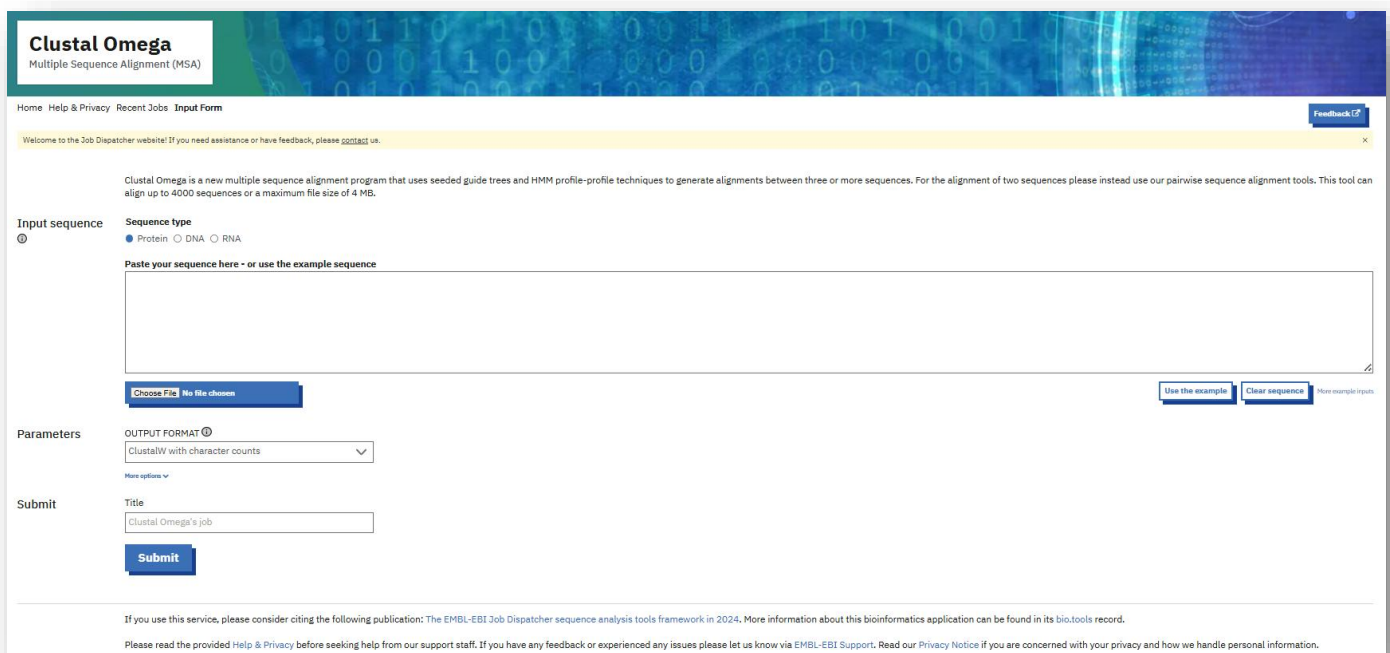 Clustal Omega
Multiple Sequence Alignment (MSA)
Home Help & Privacy Recent Jobs Input Form
Feedback
Welcome to the Job Dispatcher website! If you need assistance or have feedback, please contact us.
×
Clustal Omega is a new multiple sequence alignment program that uses seeded guide trees and HMM profile-profile techniques to generate alignments between three or more sequences. For the alignment of two sequences please instead use our pairwise sequence alignment tools. This tool can
align up to 4000 sequences or a maximum file size of 4 MB.
Input sequence
Sequence type
Protein DNA RNA
Paste your sequence here - or use the example sequence
Choose File No file chosen
Use the example Clear sequence More example inputs
Parameters
OUTPUT FORMAT
ClustalW with character counts
More options
Submit
Title
Clustal Omega's job
Submit
If you use this service, please consider citing the following publication: The EMBL-EBI Job Dispatcher sequence analysis tools framework in 2024. More information about this bioinformatics application can be found in its bio.tools record.
Please read the provided Help & Privacy before seeking help from our support staff. If you have any feedback or experienced any issues please let us know via EMBL-EBI Support. Read our Privacy Notice if you are concerned with your privacy and how we handle personal information.